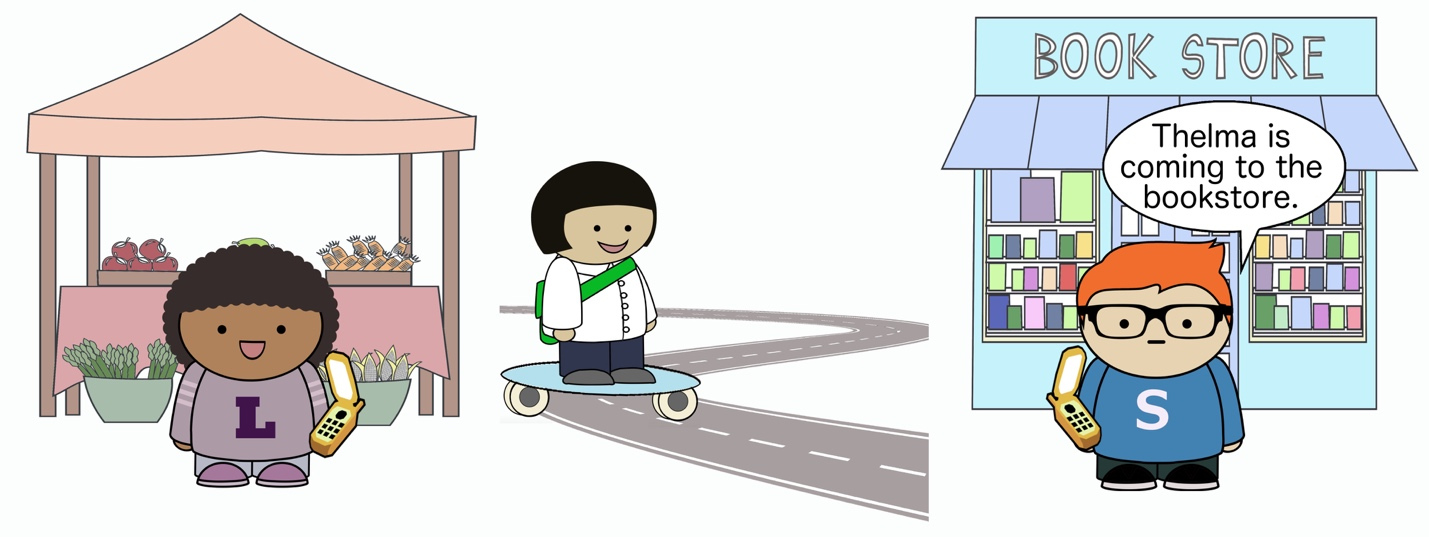 BOOK STORE
Thelma is
coming to the
bookstore.
L
S